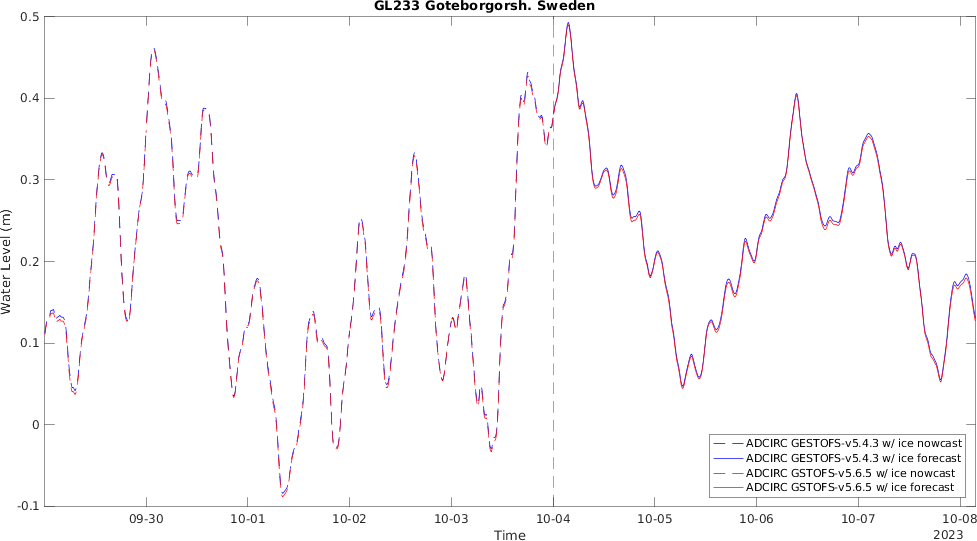 GL233 Goteborgorsh. Sweden
0.5
0.4
0.3
0.2
0.1
0
-0.1
Water Level (m)
ADCIRC GESTOFS-v5.4.3 w/ ice nowcast
ADCIRC GESTOFS-v5.4.3 w/ ice forecast
ADCIRC GSTOFS-v5.6.5 w/ ice nowcast
ADCIRC GSTOFS-v5.6.5 w/ ice forecast
09-30 10-01 10-02 10-03 10-04 10-05 10-06 10-07 10-08
Time 2023